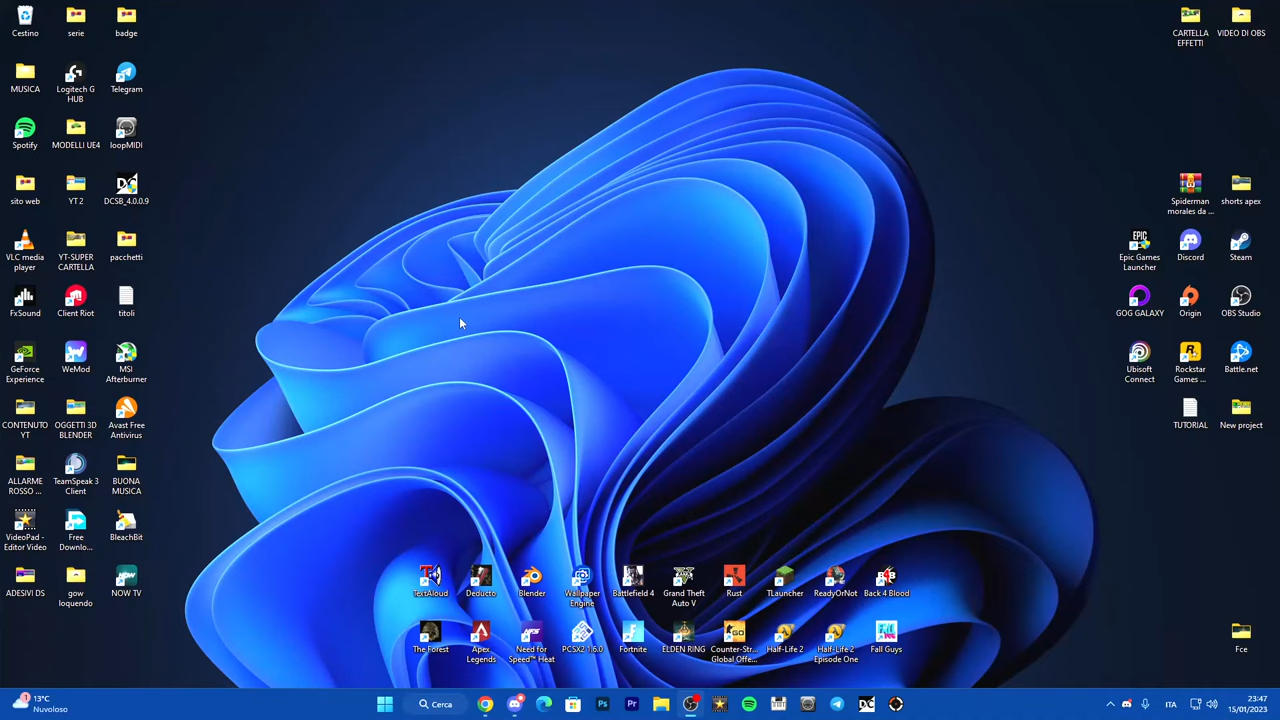 Cestino
serie
badge
MUSICA
Logitech G
HUB
Telegram
Spotify
MODELLI UE4
loopMIDI
sito web
YT 2
DCSB_4.0.0.9
VLC media
player
YT-SUPER
CARTELLA
pacchetti
FxSound
Client Riot
titoli
GeForce
Experience
WeMod
MSI
Afterburner
CONTENUTO
YT
OGGETTI 3D
BLENDER
Avast Free
Antivirus
ALLARME
ROSSO ...
TeamSpeak 3
Client
BUONA
MUSICA
VideoPad -
Editor Video
Free
Downlo...
BleachBit
ADESIVI DS
gow
loquendo
NOW TV
CARTELLA
EFFETTI
VIDEO DI OBS
Spiderman
morales da ...
shorts apex
Epic Games
Launcher
Discord
Steam
GOG GALAXY
Origin
OBS Studio
Ubisoft
Connect
Rockstar
Games ...
Battle.net
TUTORIAL
New project
Fce
TextAloud
Deducto
Blender
Wallpaper
Engine
Battlefield 4
Grand Theft
Auto V
Rust
TLauncher
ReadyOrNot
Back 4 Blood
The Forest
Apex
Legends
Need for
Speed™ Heat
PCSX2 1.6.0
Fortnite
ELDEN RING
Counter-Str...
Global Offe...
Half-Life 2
Half-Life 2
Episode One
Fall Guys
13°C
Nuvoloso
Cerca
ITA
23:47
15/01/2023